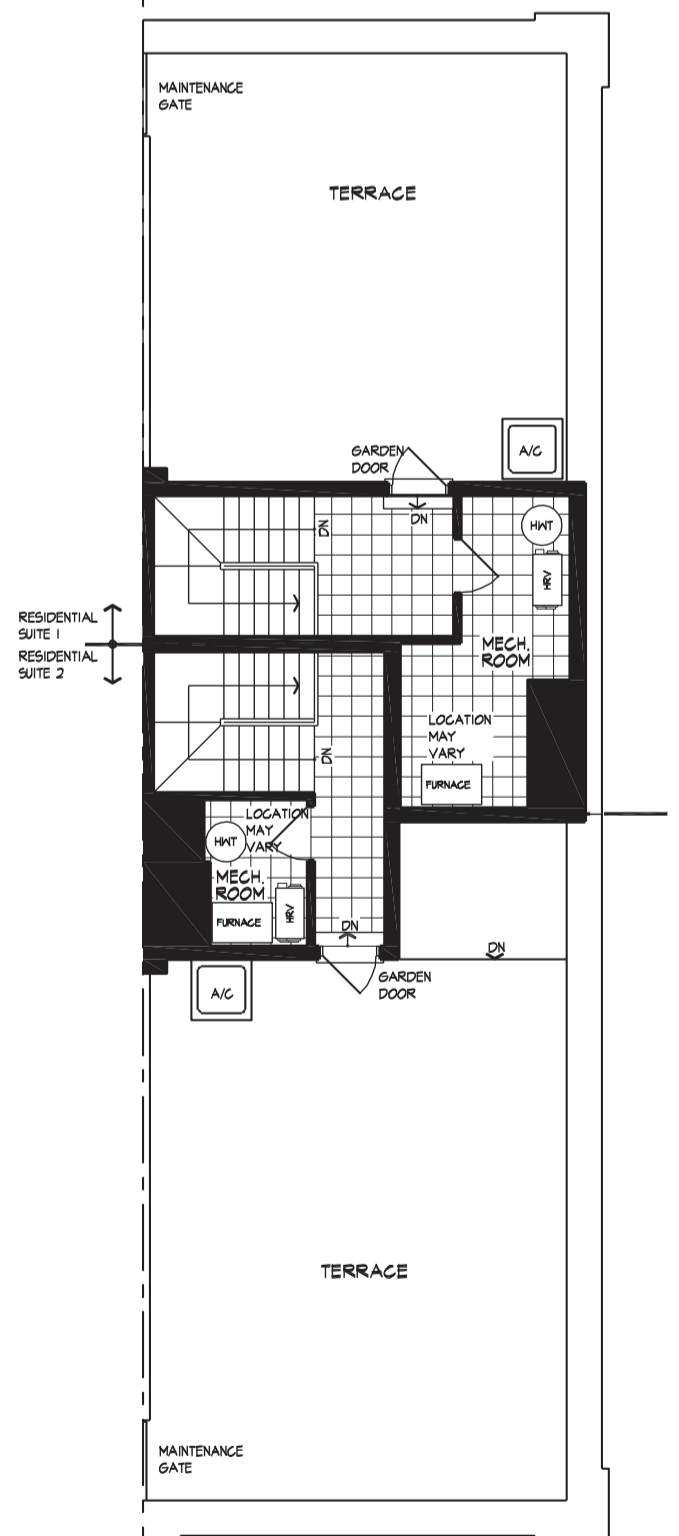 MAINTENANCE
GATE
TERRACE
GARDEN
DOOR
A/C
DN
DN
HWT
HRV
RESIDENTIAL
SUITE 1
RESIDENTIAL
SUITE 2
MECH.
ROOM
LOCATION
MAY
VARY
FURNACE
DN
LOCATION
MAY
VARY
HWT
MECH.
ROOM
FURNACE
HRV
DN
DN
GARDEN
DOOR
A/C
TERRACE
MAINTENANCE
GATE